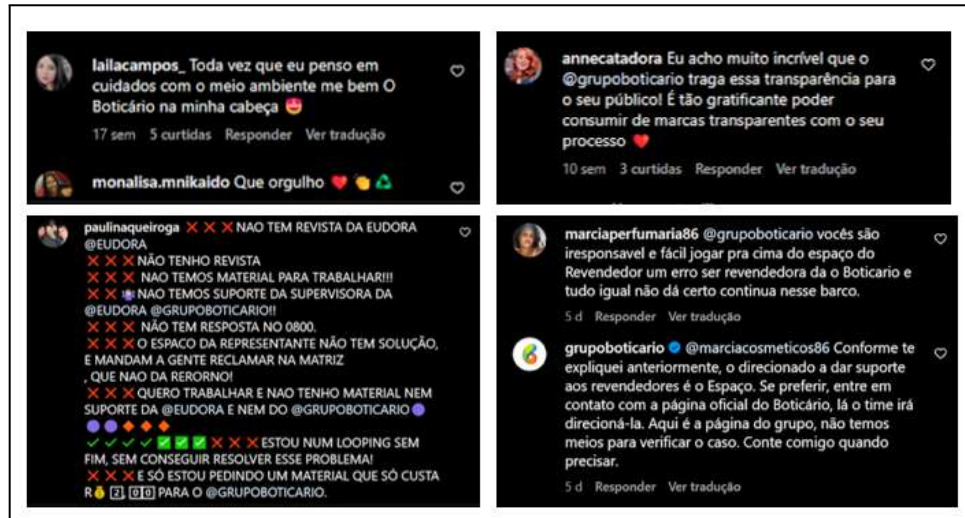 lailacampos_ Toda vez que eu penso em
cuidados com o meio ambiente me bem O
Boticário na minha cabeça 🤩
17 sem 5 curtidas Responder Ver tradução
monalisa.mnikaido Que orgulho ❤️👏♻️
annecatadora Eu acho muito incrível que o
@grupoboticario traga essa transparência para
o seu público! É tão gratificante poder
consumir de marcas transparentes com o seu
processo ❤️
10 sem 3 curtidas Responder Ver tradução
paulinaqueiroga ❌❌❌NAO TEM REVISTA DA EUDORA
@EUDORA
❌❌❌NÃO TENHO REVISTA
❌❌❌ NAO TEMOS MATERIAL PARA TRABALHAR!!!
❌❌NAO TEMOS SUPORTE DA SUPERVISORA DA
@EUDORA @GRUPOBOTICARIO!!
❌❌❌ NÃO TEM RESPOSTA NO 0800.
❌❌❌O ESPACO DA REPRESENTANTE NÃO TEM SOLUÇÃO,
E MANDAM A GENTE RECLAMAR NA MATRIZ
, QUE NAO DA RERORNO!
❌❌❌QUERO TRABALHAR E NAO TENHO MATERIAL NEM
SUPORTE DA @EUDORA E NEM DO @GRUPOBOTICARIO🟣
🟣🟣🔶🔶🔶
✔✔✔✔✅✅✅❌❌❌ESTOU NUM LOOPING SEM
FIM, SEM CONSEGUIR RESOLVER ESSE PROBLEMA!
❌❌❌E SÓ ESTOU PEDINDO UM MATERIAL QUE SÓ CUSTA
R💰2️⃣,0️⃣0️⃣ PARA O @GRUPOBOTICARIO.
marciaperfumaria86 @grupoboticario vocês são
iresponsavel e fácil jogar pra cima do espaço do
Revendedor um erro ser revendedora da o Boticario e
tudo igual não dá certo continua nesse barco.
5 d Responder Ver tradução
grupoboticario @marciacosmeticos86 Conforme te
expliquei anteriormente, o direcionado a dar suporte
aos revendedores é o Espaço. Se preferir, entre em
contato com a página oficial do Boticário, lá o time irá
direcioná-la. Aqui é a página do grupo, não temos
meios para verificar o caso. Conte comigo quando
precisar.
5 d Responder Ver tradução